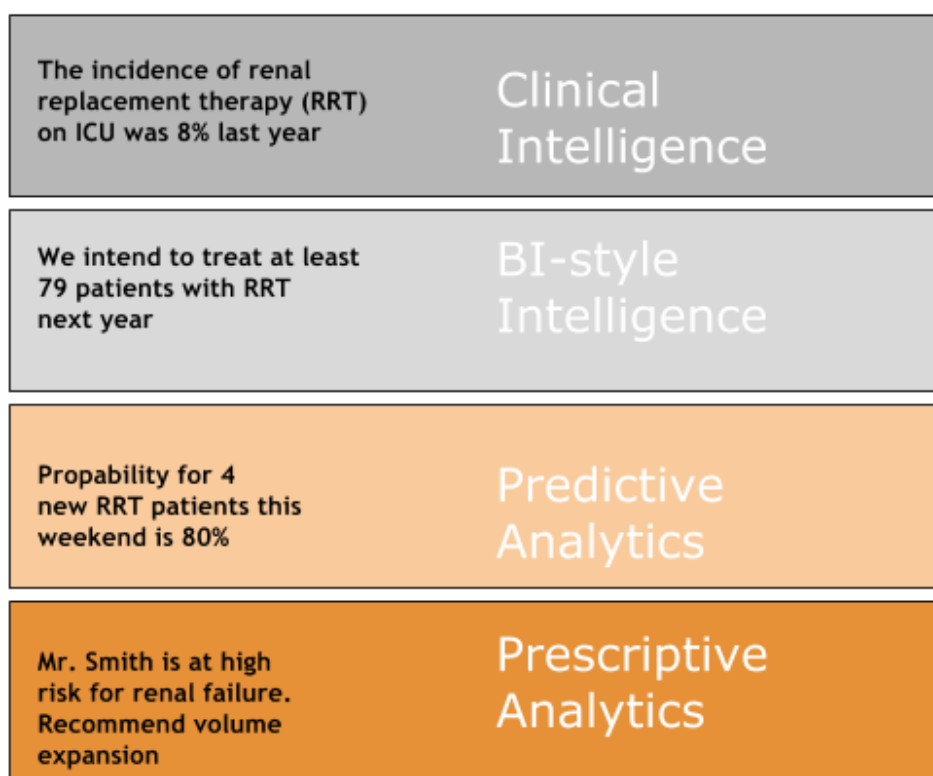 The incidence of renal
replacement therapy (RRT)
on ICU was 8% last year
Clinical
Intelligence
We intend to treat at least
79 patients with RRT
next year
BI-style
Intelligence
Propability for 4
new RRT patients this
weekend is 80%
Predictive
Analytics
Mr. Smith is at high
risk for renal failure.
Recommend volume
expansion
Prescriptive
Analytics